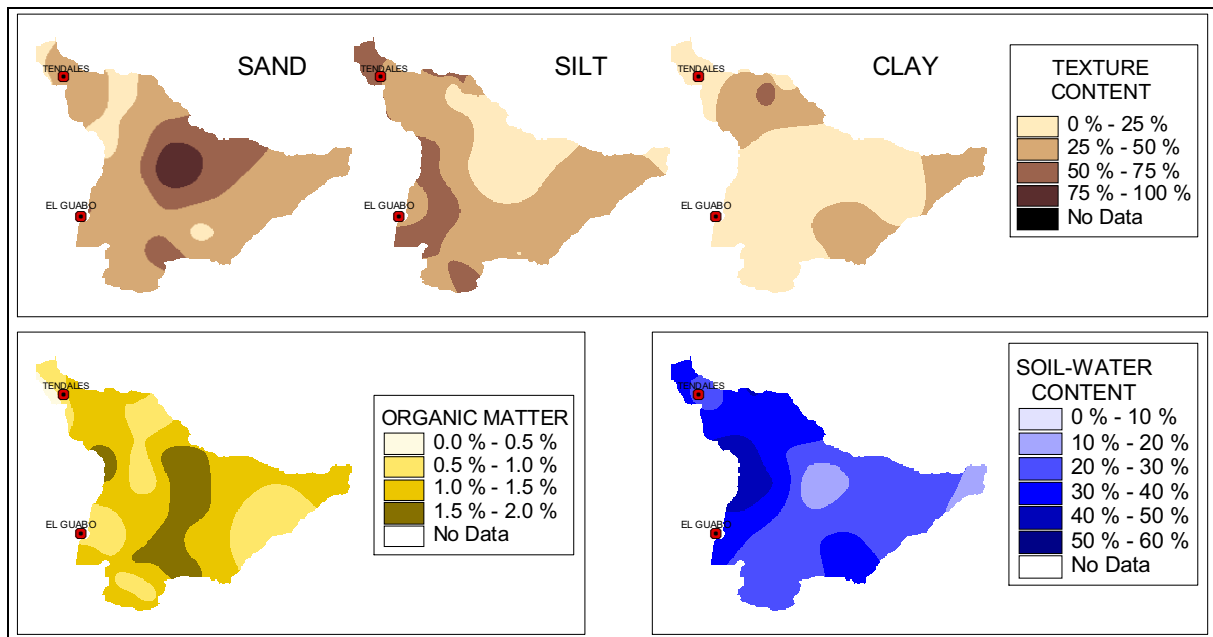 SAND
SILT
CLAY
TENDALES
TENDALES
TENDALES
EL GUABO
EL GUABO
EL GUABO
TEXTURE
CONTENT
0 % - 25 %
25 % - 50 %
50 % - 75 %
75 % - 100 %
No Data
TENDALES
EL GUABO
ORGANIC MATTER
0.0 % - 0.5 %
0.5 % - 1.0 %
1.0 % - 1.5 %
1.5 % - 2.0 %
No Data
TENDALES
EL GUABO
SOIL-WATER
CONTENT
0 % - 10 %
10 % - 20 %
20 % - 30 %
30 % - 40 %
40 % - 50 %
50 % - 60 %
No Data